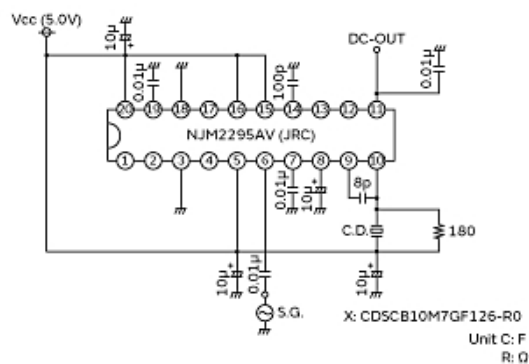 Vcc (5.0V)
10μ
+
0.01μ
100p
DC-OUT
0.01μ
20 19 18 17 16 15 14 13 12 11
NJM2295AV (JRC)
1 2 3 4 5 6 7 8 9 10
0.01μ
10μ
+
8p
C.D.
180
10μ
+
0.01μ
10μ
+
S.G.
X: CDSCB10M7GF126-R0
Unit C: F
R: Ω